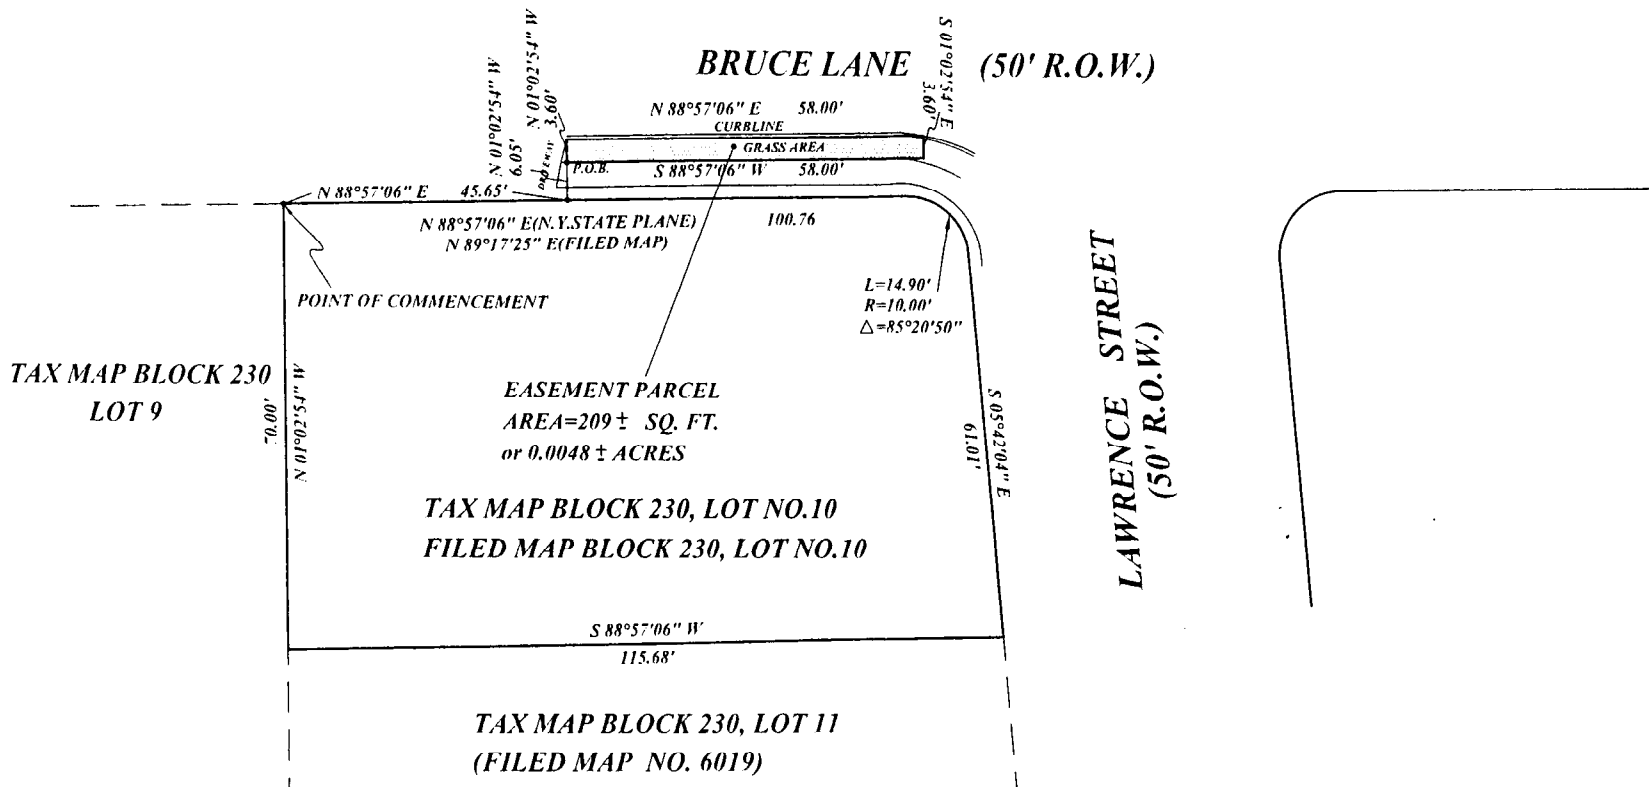 BRUCE LANE (50' R.O.W.)
N 01°02'54" W
3.60'
N 01°02'54" W
6.05'
S 01°02'54" E
3.60'
N 88°57'06" E 58.00'
CURBLINE
GRASS AREA
P.O.B.
S 88°57'06" W 58.00'
DRIVEWAY
N 88°57'06" E 45.65'
N 88°57'06" E(N.Y.STATE PLANE) 100.76
N 89°17'25" E(FILED MAP)
POINT OF COMMENCEMENT
L=14.90'
R=10.00'
△=85°20'50"
LAWRENCE STREET
(50' R.O.W.)
TAX MAP BLOCK 230
LOT 9
N 01°02'54" W
70.00'
EASEMENT PARCEL
AREA=209 ± SQ. FT.
or 0.0048 ± ACRES
S 05°42'04" E
61.01'
TAX MAP BLOCK 230, LOT NO.10
FILED MAP BLOCK 230, LOT NO.10
S 88°57'06" W
115.68'
TAX MAP BLOCK 230, LOT 11
(FILED MAP NO. 6019)